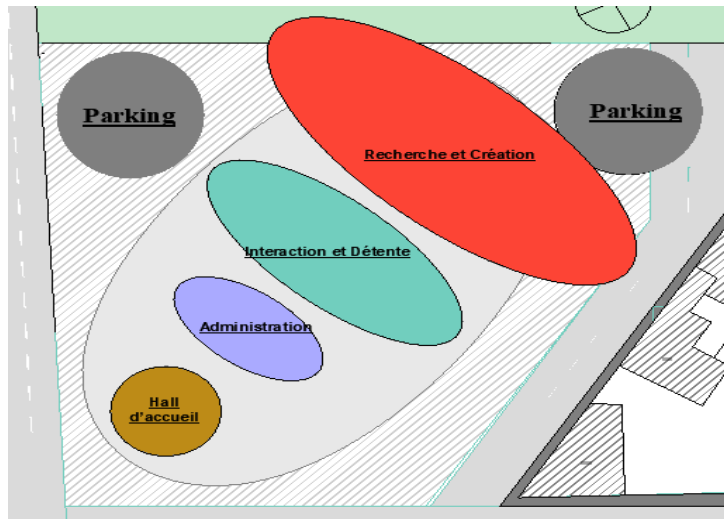 Parking
Parking
Recherche et Création
Interaction et Détente
Administration
Hall
d'accueil